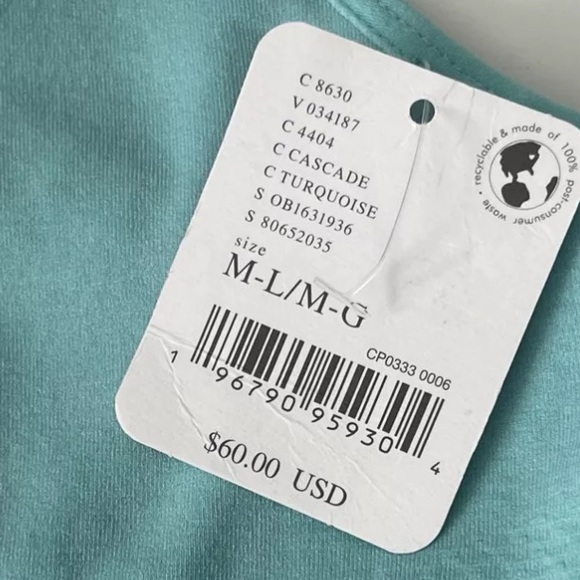 C 8630
V 034187
C 4404
C CASCADE
C TURQUOISE
S OB1631936
S 80652035
size
M-L/M-G
CP0333 0006
1 96790 95930 4
$60.00 USD
recyclable & made of 100% post-consumer waste